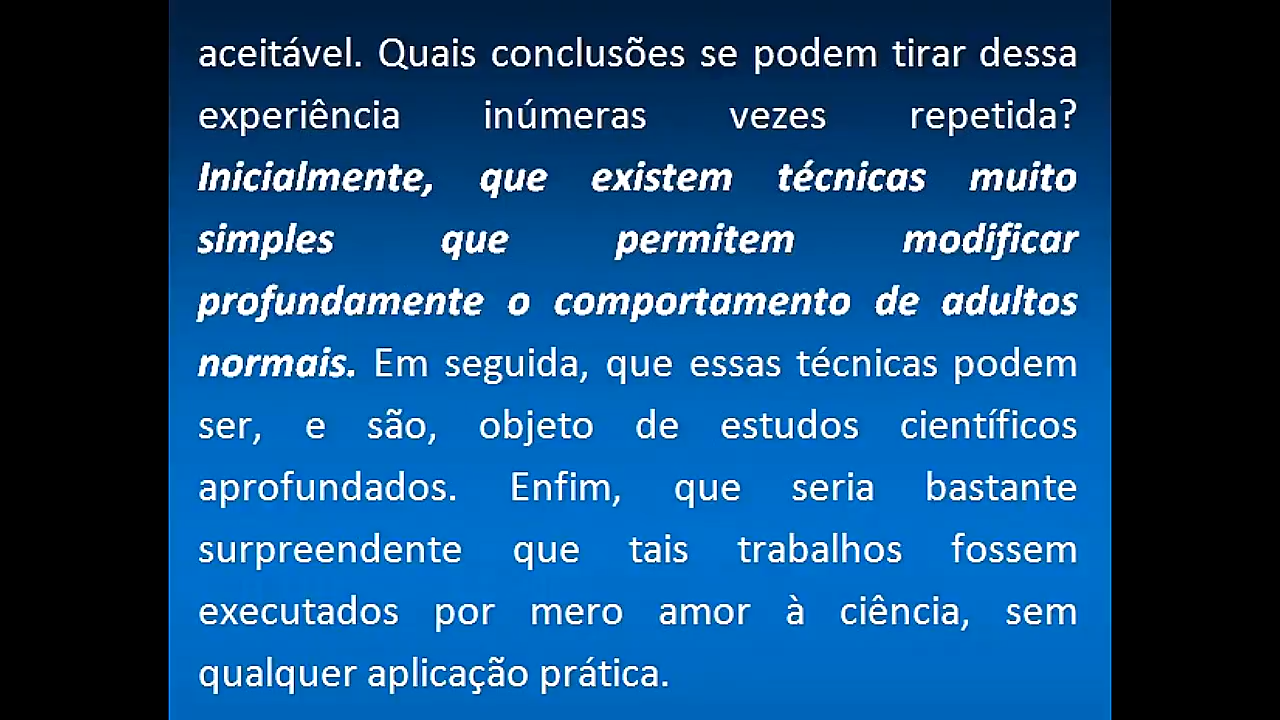 aceitável. Quais conclusões se podem tirar dessa
experiência inúmeras vezes repetida?
Inicialmente, que existem técnicas muito
simples que permitem modificar
profundamente o comportamento de adultos
normais. Em seguida, que essas técnicas podem
ser, e são, objeto de estudos científicos
aprofundados. Enfim, que seria bastante
surpreendente que tais trabalhos fossem
executados por mero amor à ciência, sem
qualquer aplicação prática.